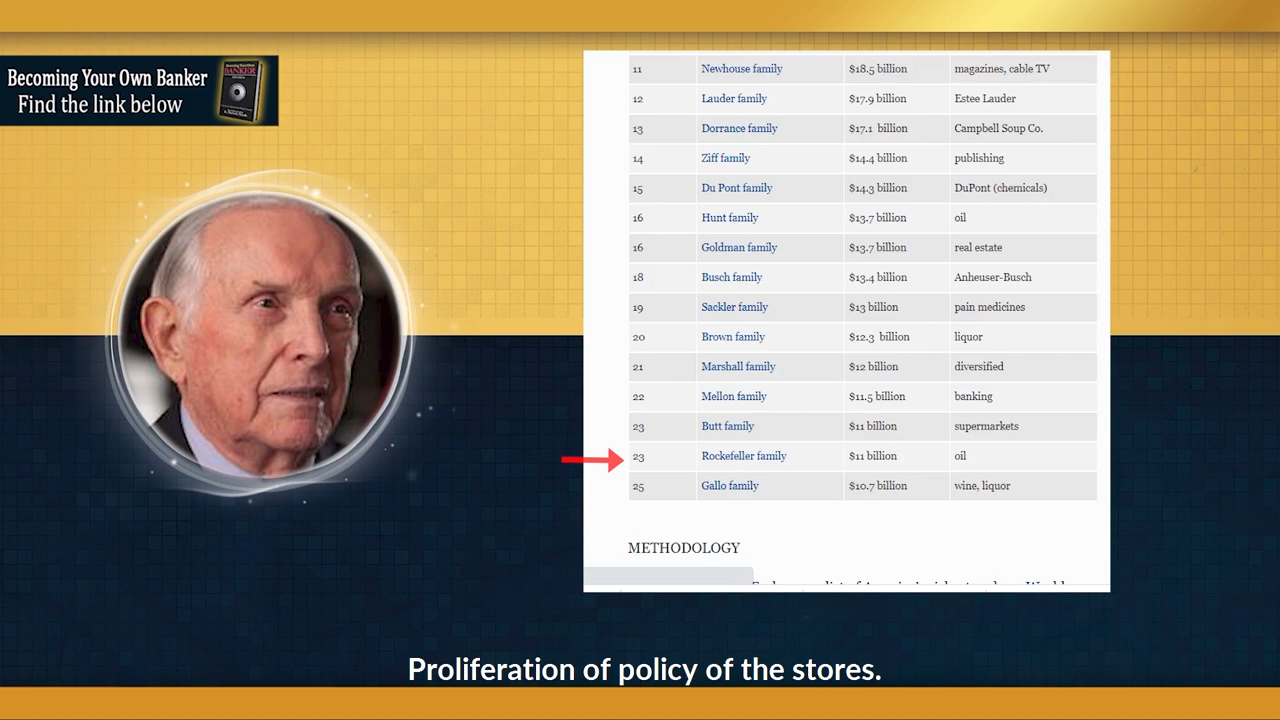 Becoming Your Own Banker
Find the link below
11 Newhouse family $18.5 billion magazines, cable TV
12 Lauder family $17.9 billion Estee Lauder
13 Dorrance family $17.1 billion Campbell Soup Co.
14 Ziff family $14.4 billion publishing
15 Du Pont family $14.3 billion DuPont (chemicals)
16 Hunt family $13.7 billion oil
16 Goldman family $13.7 billion real estate
18 Busch family $13.4 billion Anheuser-Busch
19 Sackler family $13 billion pain medicines
20 Brown family $12.3 billion liquor
21 Marshall family $12 billion diversified
22 Mellon family $11.5 billion banking
23 Butt family $11 billion supermarkets
23 Rockefeller family $11 billion oil
25 Gallo family $10.7 billion wine, liquor
METHODOLOGY
Proliferation of policy of the stores.